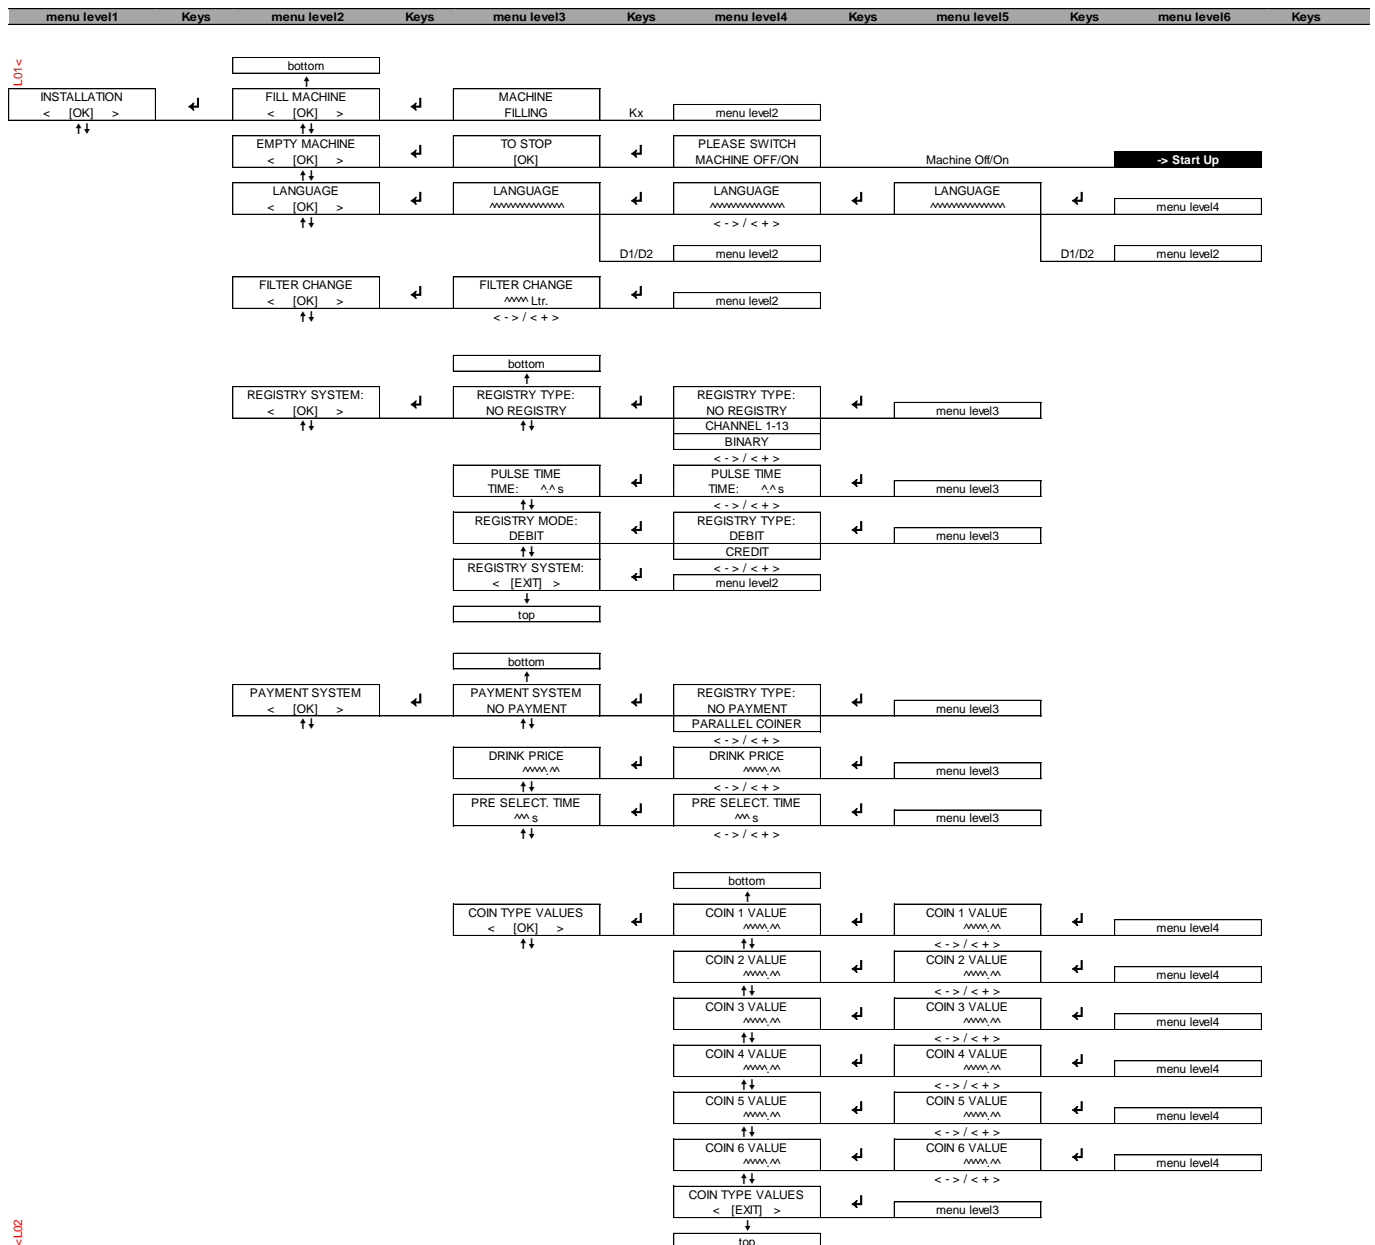 menu level1 Keys menu level2 Keys menu level3 Keys menu level4 Keys menu level5 Keys menu level6 Keys
L01<
bottom
↑
INSTALLATION ↲ FILL MACHINE ↲ MACHINE
< [OK] > < [OK] > FILLING Kx menu level2
↑↓ ↑↓
EMPTY MACHINE ↲ TO STOP ↲ PLEASE SWITCH
< [OK] > [OK] MACHINE OFF/ON Machine Off/On -> Start Up
↑↓
LANGUAGE ↲ LANGUAGE ↲ LANGUAGE ↲ LANGUAGE ↲
< [OK] > ^^^^^^^^^^^^^^ ^^^^^^^^^^^^^^ ^^^^^^^^^^^^^^ menu level4
↑↓ < - > / < + >
D1/D2 menu level2 D1/D2 menu level2
FILTER CHANGE ↲ FILTER CHANGE ↲
< [OK] > ^^^^ Ltr. menu level2
↑↓ < - > / < + >
bottom
↑
REGISTRY SYSTEM: ↲ REGISTRY TYPE: ↲ REGISTRY TYPE: ↲
< [OK] > NO REGISTRY NO REGISTRY menu level3
↑↓ ↑↓ CHANNEL 1-13
BINARY
< - > / < + >
PULSE TIME ↲ PULSE TIME ↲
TIME: ^.^ s TIME: ^.^ s menu level3
↑↓ < - > / < + >
REGISTRY MODE: ↲ REGISTRY TYPE: ↲
DEBIT DEBIT menu level3
↑↓ CREDIT
REGISTRY SYSTEM: ↲ < - > / < + >
< [EXIT] > menu level2
↓
top
bottom
↑
PAYMENT SYSTEM ↲ PAYMENT SYSTEM ↲ REGISTRY TYPE: ↲
< [OK] > NO PAYMENT NO PAYMENT menu level3
↑↓ ↑↓ PARALLEL COINER
< - > / < + >
DRINK PRICE ↲ DRINK PRICE ↲
^^^^.^^ ^^^^.^^ menu level3
↑↓ < - > / < + >
PRE SELECT. TIME ↲ PRE SELECT. TIME ↲
^^^ s ^^^ s menu level3
↑↓ < - > / < + >
bottom
↑
COIN TYPE VALUES ↲ COIN 1 VALUE ↲ COIN 1 VALUE ↲
< [OK] > ^^^^.^^ ^^^^.^^ menu level4
↑↓ ↑↓ < - > / < + >
COIN 2 VALUE ↲ COIN 2 VALUE ↲
^^^^.^^ ^^^^.^^ menu level4
↑↓ < - > / < + >
COIN 3 VALUE ↲ COIN 3 VALUE ↲
^^^^.^^ ^^^^.^^ menu level4
↑↓ < - > / < + >
COIN 4 VALUE ↲ COIN 4 VALUE ↲
^^^^.^^ ^^^^.^^ menu level4
↑↓ < - > / < + >
COIN 5 VALUE ↲ COIN 5 VALUE ↲
^^^^.^^ ^^^^.^^ menu level4
↑↓ < - > / < + >
COIN 6 VALUE ↲ COIN 6 VALUE ↲
^^^^.^^ ^^^^.^^ menu level4
↑↓ < - > / < + >
COIN TYPE VALUES ↲
< [EXIT] > menu level3
↓
top
<L02